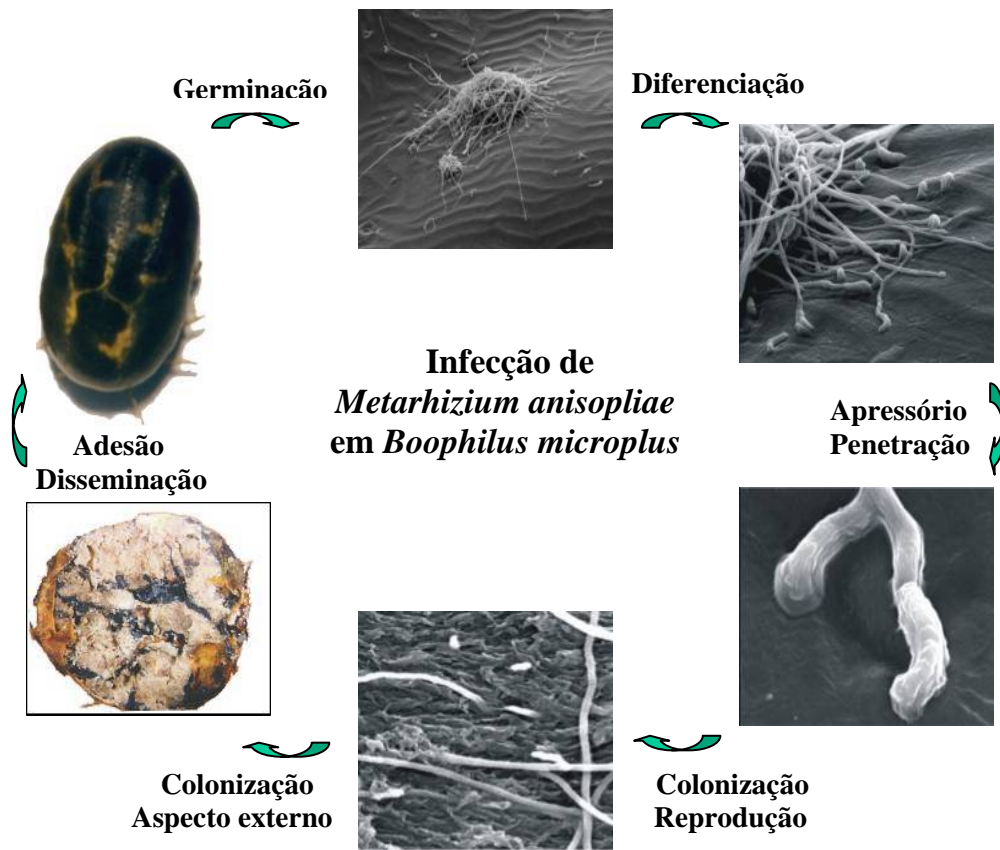 Germinação
Diferenciação
Infecção de
Metarhizium anisopliae
em Boophilus microplus
Apressório
Penetração
Adesão
Disseminação
Colonização
Aspecto externo
Colonização
Reprodução